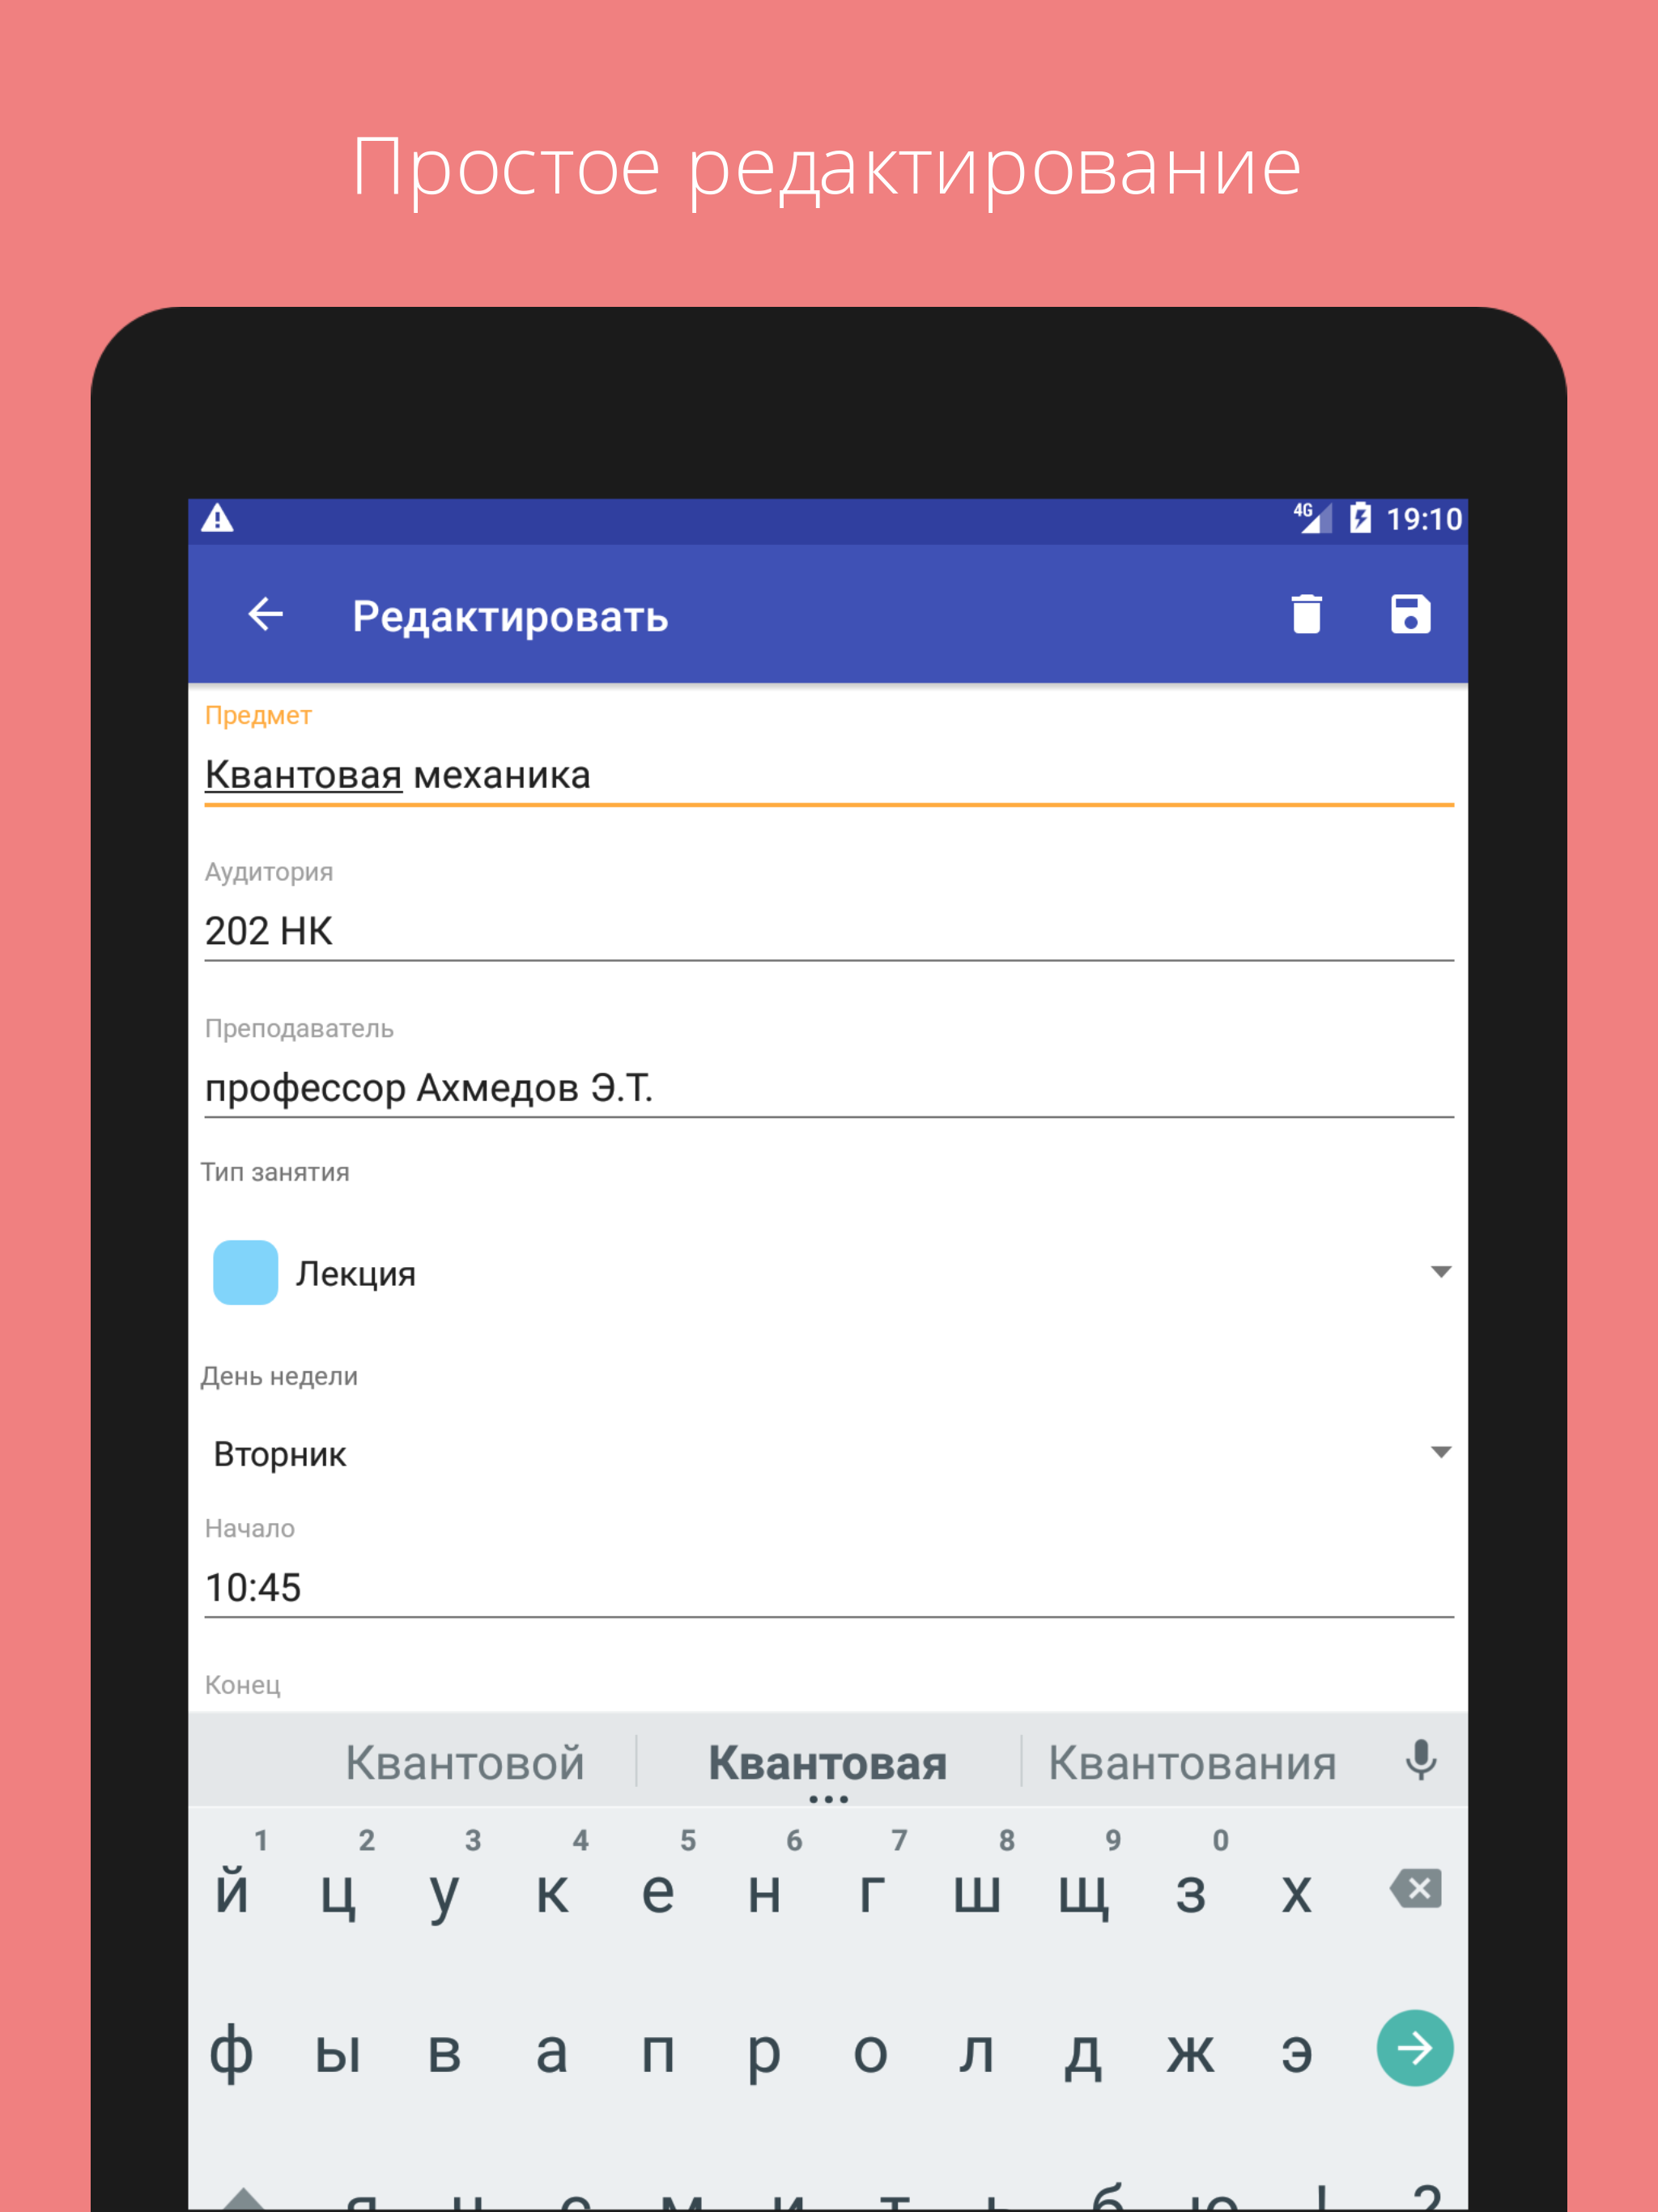 Простое редактирование
4G 19:10
Редактировать
Предмет
Квантовая механика
Аудитория
202 НК
Преподаватель
профессор Ахмедов Э.Т.
Тип занятия
Лекция
День недели
Вторник
Начало
10:45
Конец
Квантовой Квантовая Квантования
1 2 3 4 5 6 7 8 9 0
й ц у к е н г ш щ з х
ф ы в а п р о л д ж э
я ч с м и т ь б ю ! ?